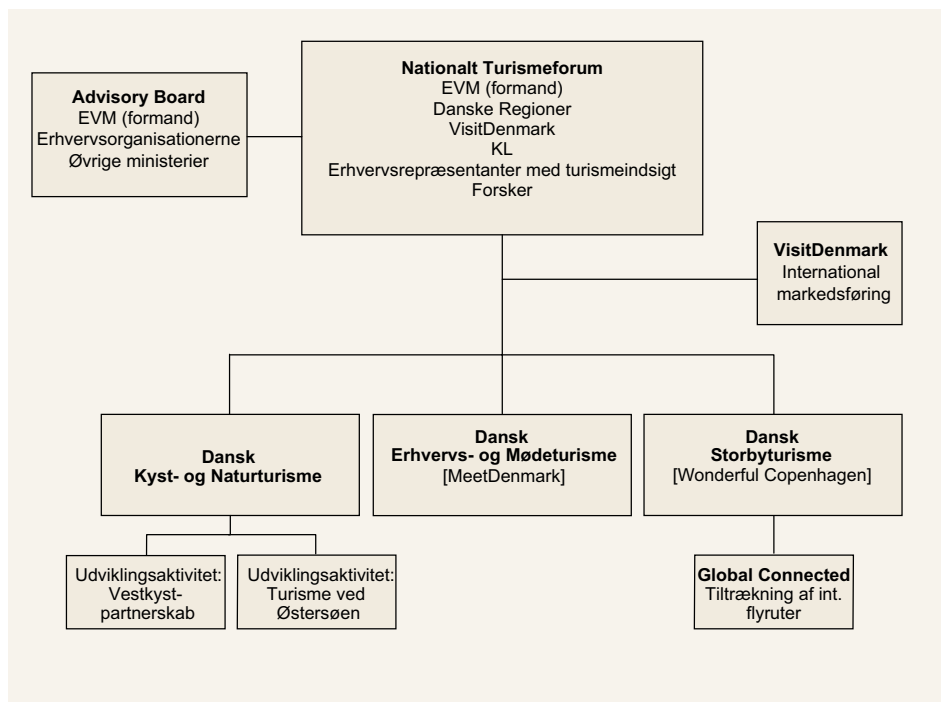 Advisory Board
EVM (formand)
Erhvervsorganisationerne
Øvrige ministerier
Nationalt Turismeforum
EVM (formand)
Danske Regioner
VisitDenmark
KL
Erhvervsrepræsentanter med turismeindsigt
Forsker
VisitDenmark
International
markedsføring
Dansk
Kyst- og Naturturisme
Dansk
Erhvervs- og Mødeturisme
[MeetDenmark]
Dansk
Storbyturisme
[Wonderful Copenhagen]
Udviklingsaktivitet:
Vestkyst-
partnerskab
Udviklingsaktivitet:
Turisme ved
Østersøen
Global Connected
Tiltrækning af int.
flyruter